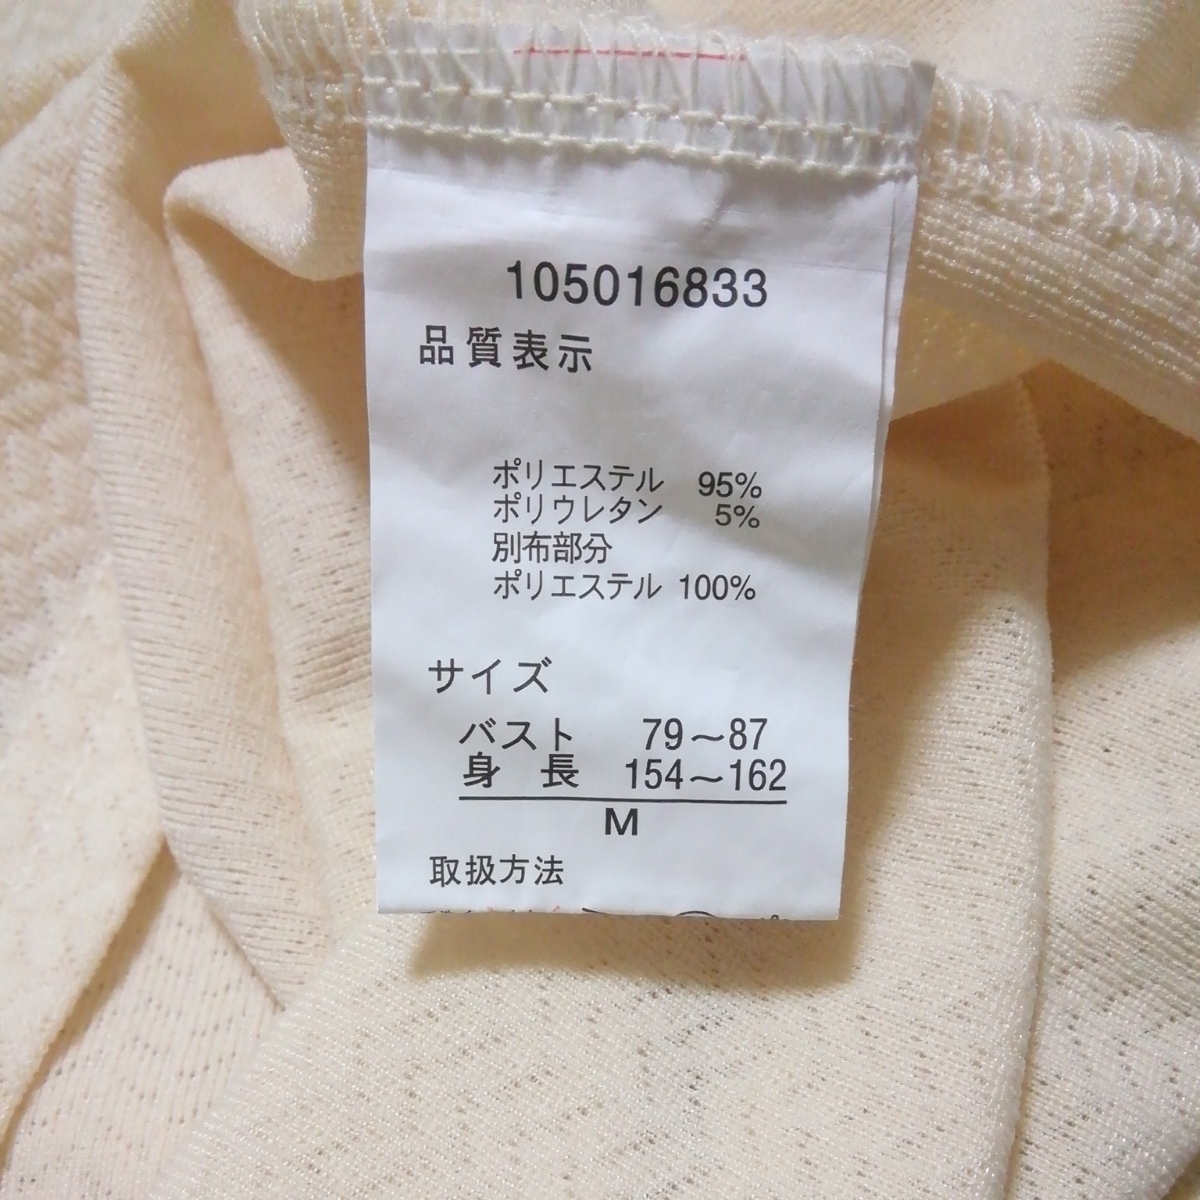 105016833
品質表示
ポリエステル 95%
ポリウレタン 5%
別布部分
ポリエステル 100%
サイズ
バスト 79～87
身 長 154～162
M
取扱方法